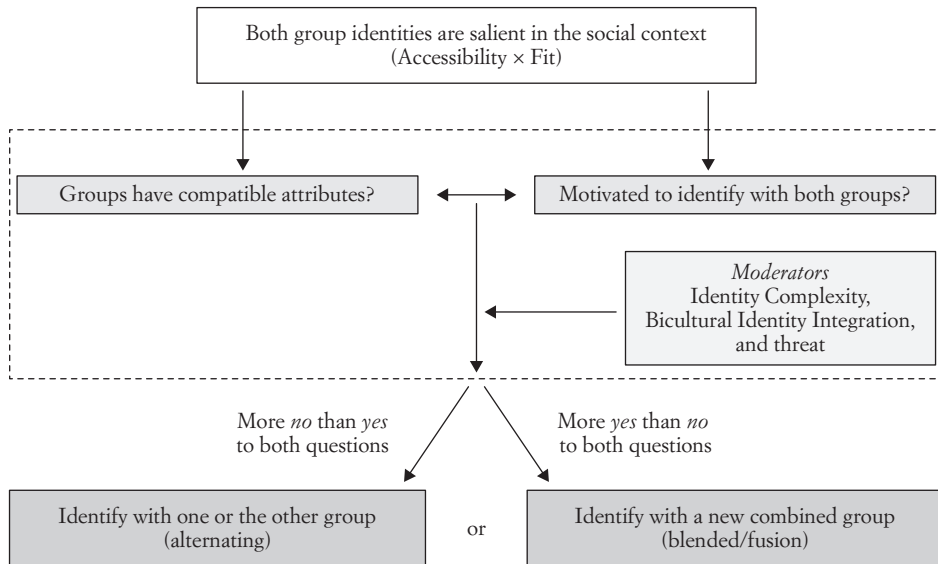 Both group identities are salient in the social context
(Accessibility × Fit)
Groups have compatible attributes?
Motivated to identify with both groups?
Moderators
Identity Complexity,
Bicultural Identity Integration,
and threat
More no than yes
to both questions
More yes than no
to both questions
Identify with one or the other group
(alternating)
or
Identify with a new combined group
(blended/fusion)